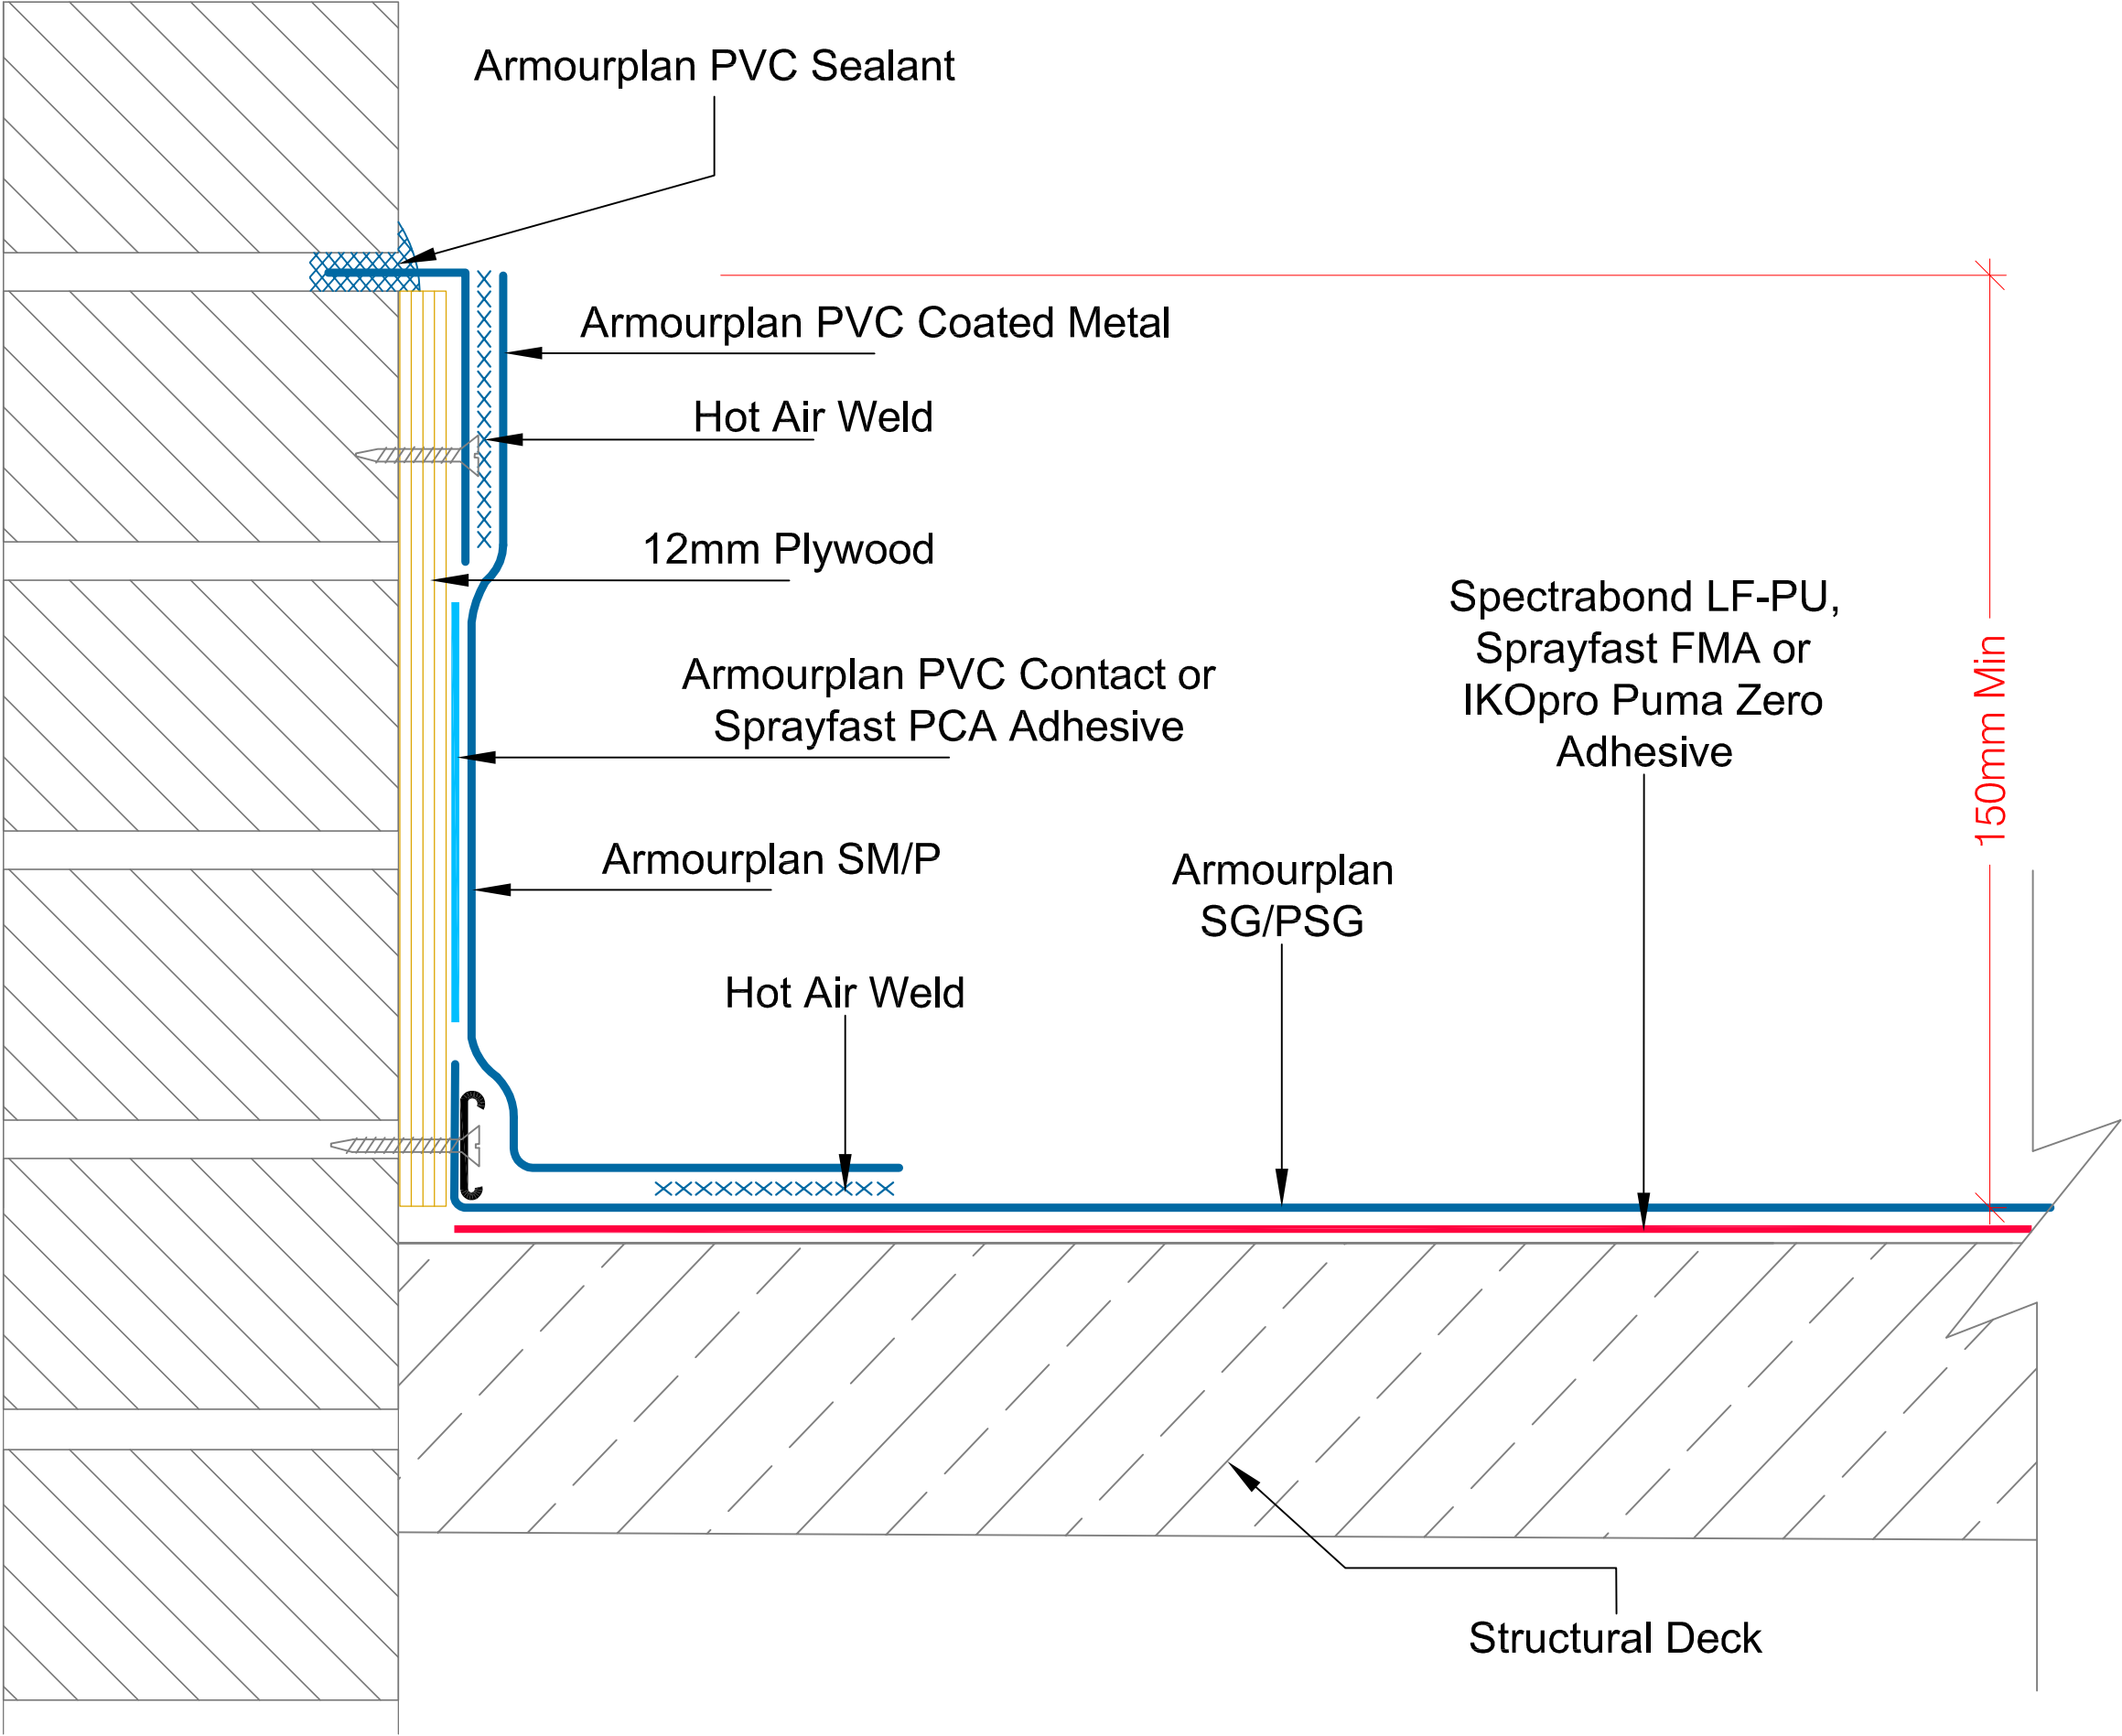 Armourplan PVC Sealant
Armourplan PVC Coated Metal
Hot Air Weld
12mm Plywood
Spectrabond LF-PU,
Sprayfast FMA or
IKOpro Puma Zero
Adhesive
150mm Min
Armourplan PVC Contact or
Sprayfast PCA Adhesive
Armourplan SM/P
Armourplan
SG/PSG
Hot Air Weld
Structural Deck